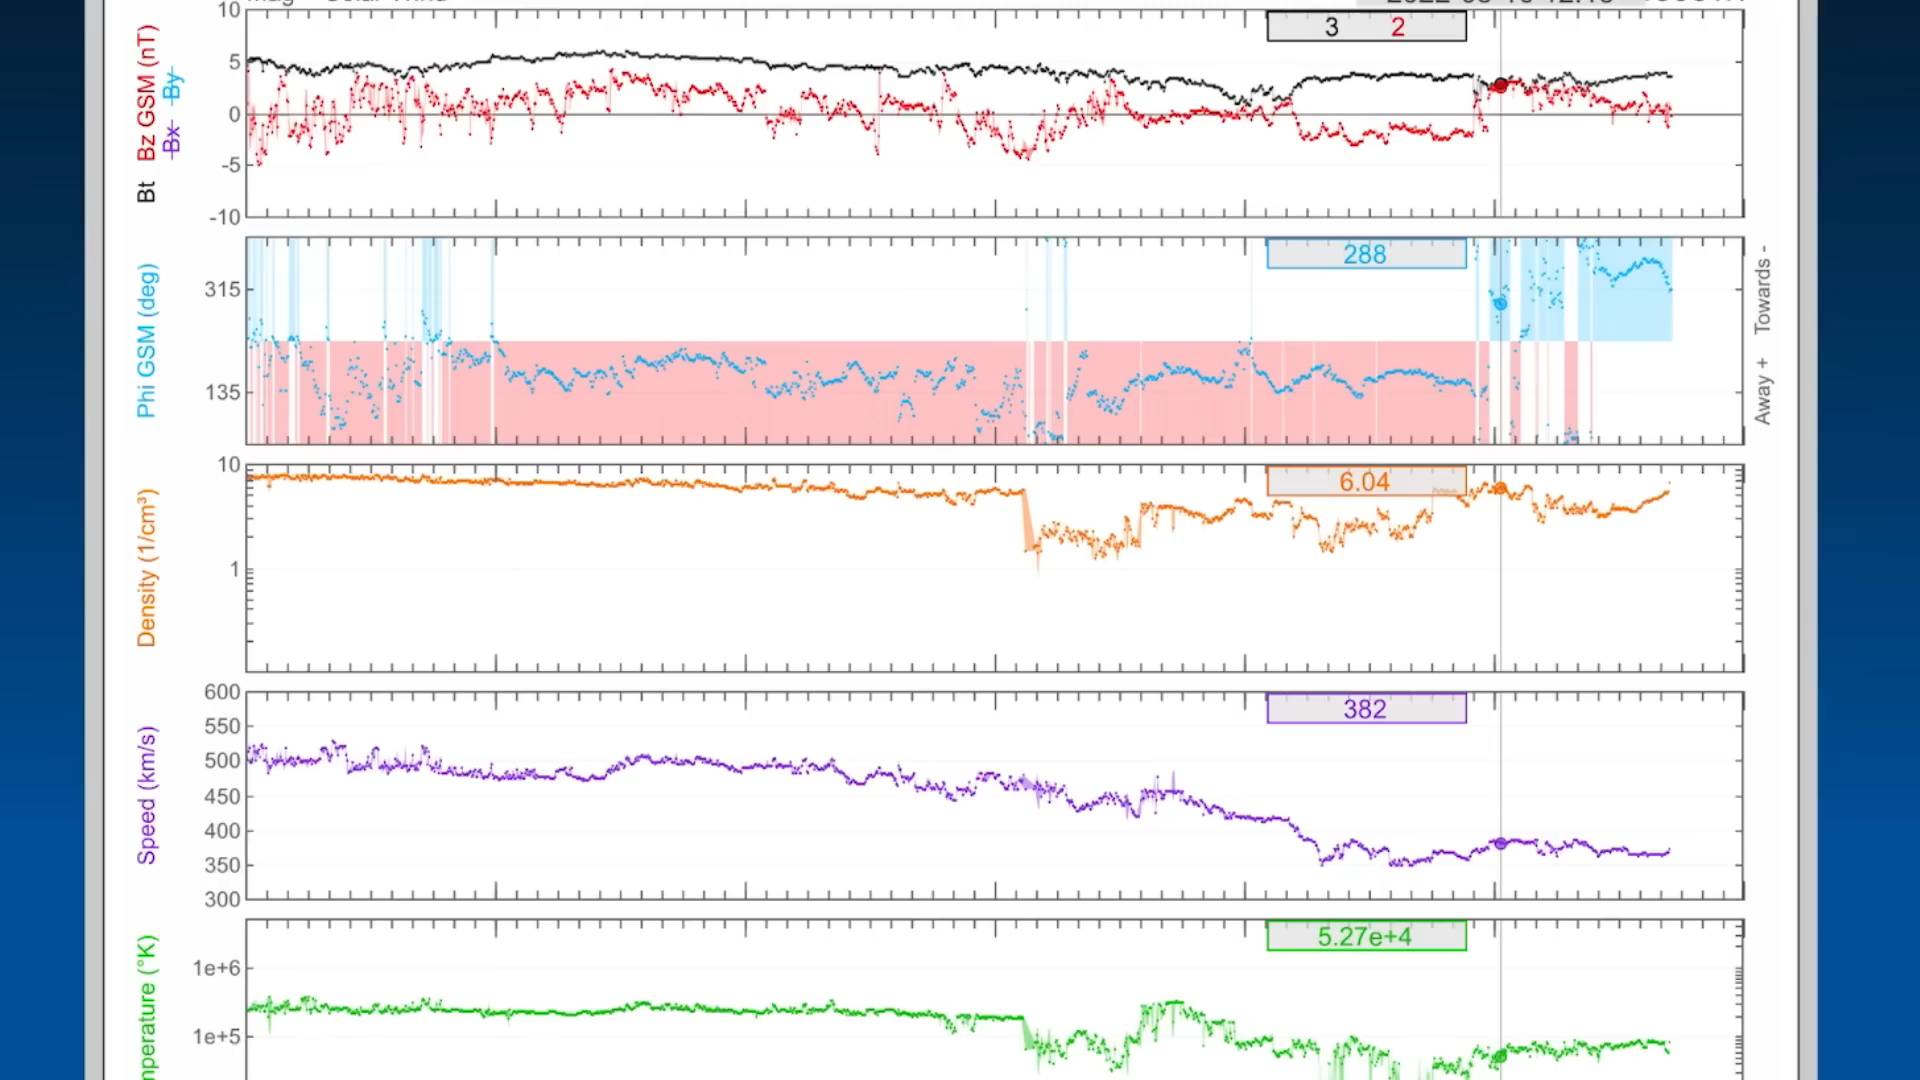 10
3 2
5
0
-5
-10
Bt Bz GSM (nT)
Bx By
288
315
135
Phi GSM (deg)
Away + Towards -
10
6.04
1
Density (1/cm³)
600
382
550
500
450
400
350
300
Speed (km/s)
5.27e+4
1e+6
1e+5